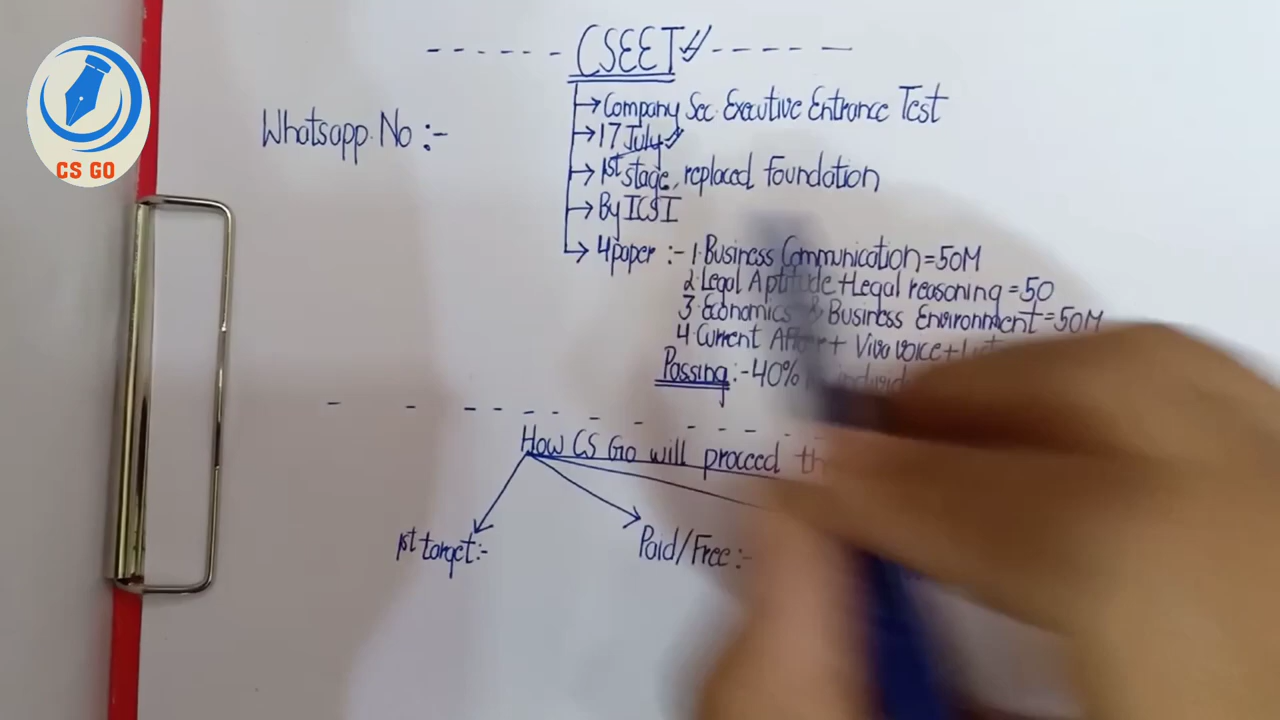 CS GO
CSEET
Whatsapp No :-
Company Sec. Executive Entrance Test
17 July
1st stage, replaced foundation
By ICSI
4 paper :- 1. Business Communication = 50M
2. Legal Aptitude + Legal reasoning = 50
3. Economics & Business Environment = 50M
4. Current Affair + Viva voice +
Passing :- 40%
How CS Go will proceed
1st target :-
Paid/Free :-